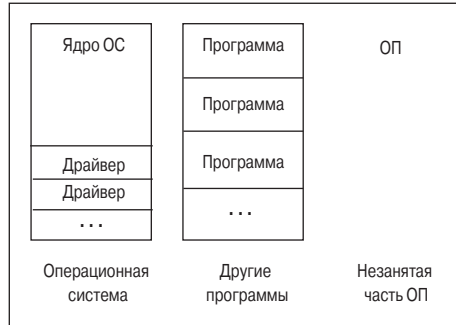 Ядро ОС
Драйвер
Драйвер
...
Операционная
система
Программа
Программа
Программа
...
Другие
программы
ОП
Незанятая
часть ОП